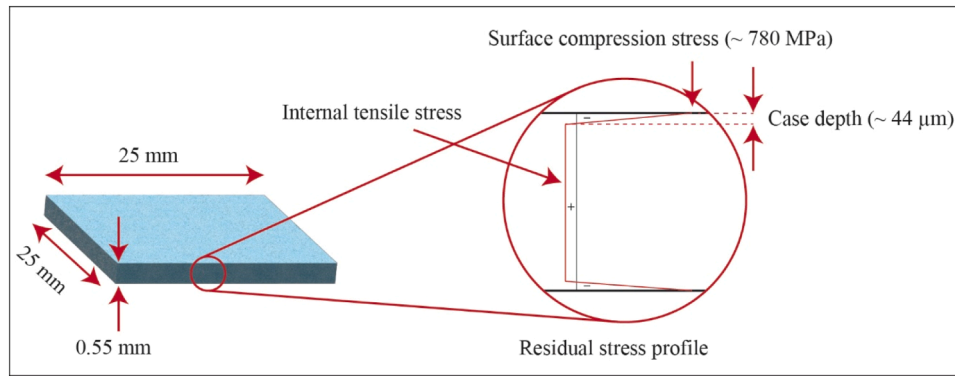 Surface compression stress (~ 780 MPa)
Internal tensile stress
Case depth (~ 44 µm)
25 mm
25 mm
0.55 mm
−
+
−
Residual stress profile